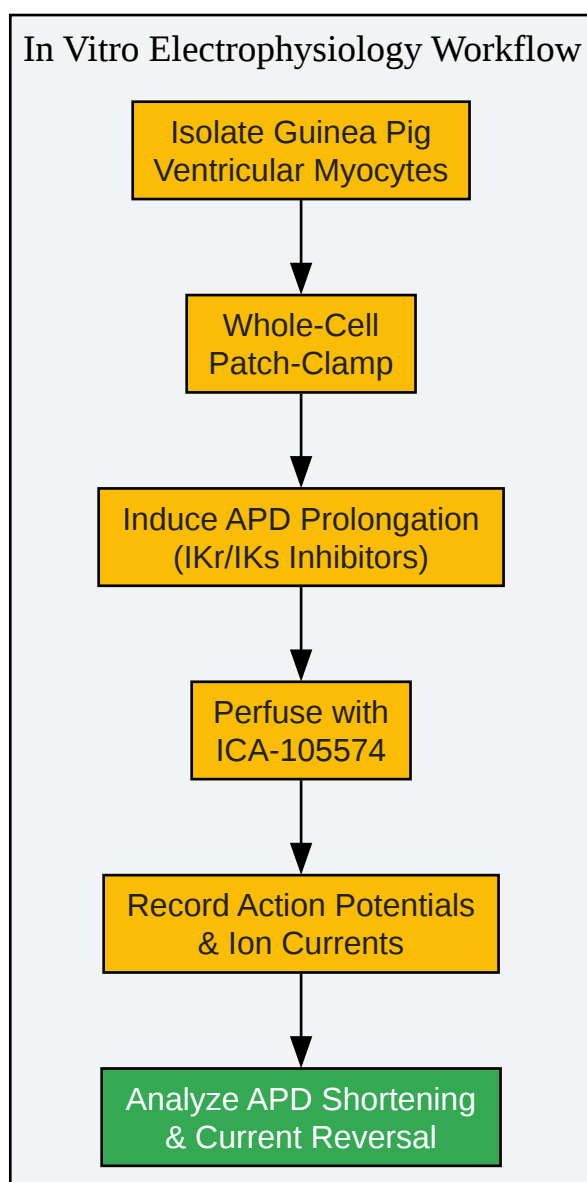 In Vitro Electrophysiology Workflow
Isolate Guinea Pig
Ventricular Myocytes
Whole-Cell
Patch-Clamp
Induce APD Prolongation
(IKr/IKs Inhibitors)
Perfuse with
ICA-105574
Record Action Potentials
& Ion Currents
Analyze APD Shortening
& Current Reversal